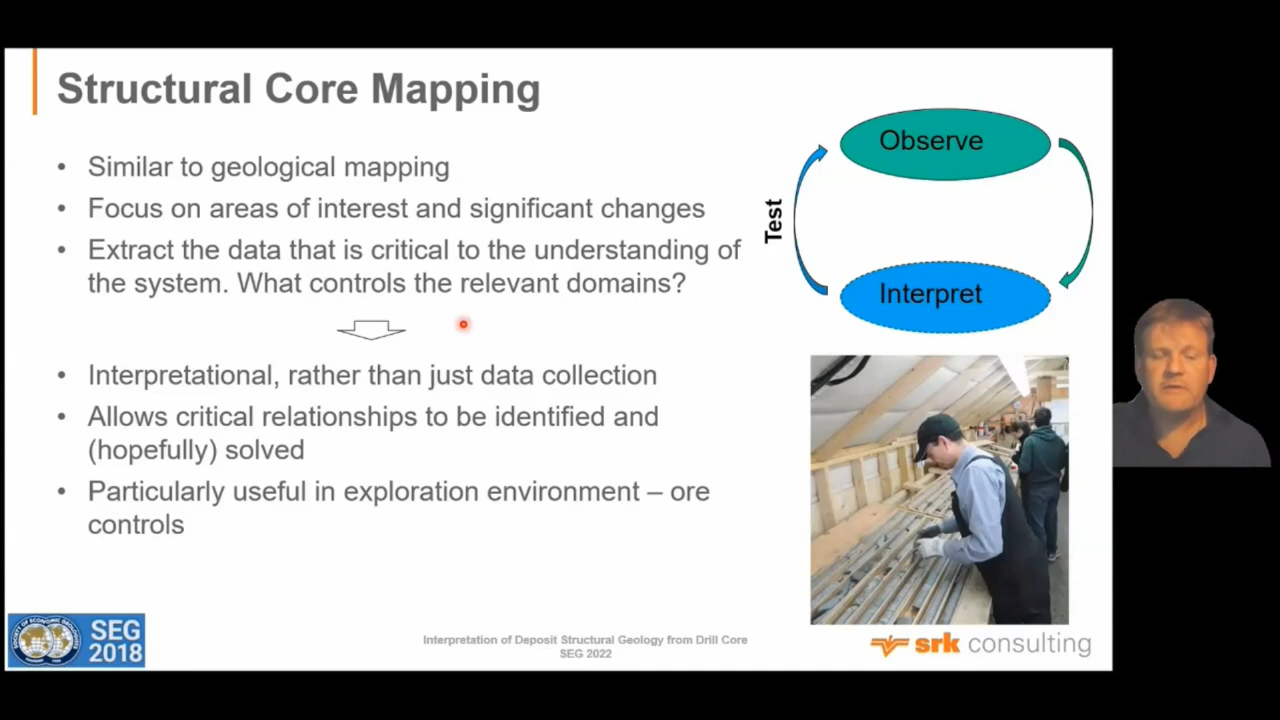 Structural Core Mapping
• Similar to geological mapping
• Focus on areas of interest and significant changes
• Extract the data that is critical to the understanding of
the system. What controls the relevant domains?
• Interpretational, rather than just data collection
• Allows critical relationships to be identified and
(hopefully) solved
• Particularly useful in exploration environment – ore
controls
Observe
Test
Interpret
SEG
2018
Interpretation of Deposit Structural Geology from Drill Core
SEG 2022
srk consulting